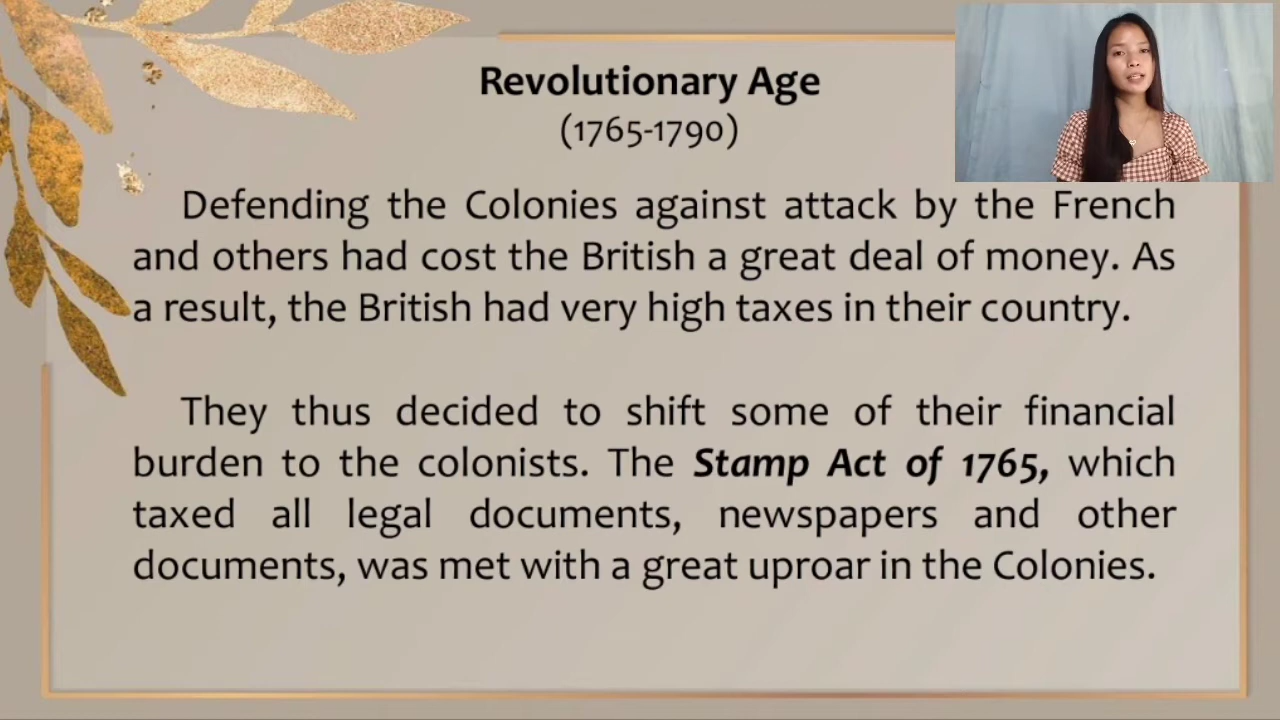 Revolutionary Age
(1765-1790)
Defending the Colonies against attack by the French
and others had cost the British a great deal of money. As
a result, the British had very high taxes in their country.
They thus decided to shift some of their financial
burden to the colonists. The Stamp Act of 1765, which
taxed all legal documents, newspapers and other
documents, was met with a great uproar in the Colonies.